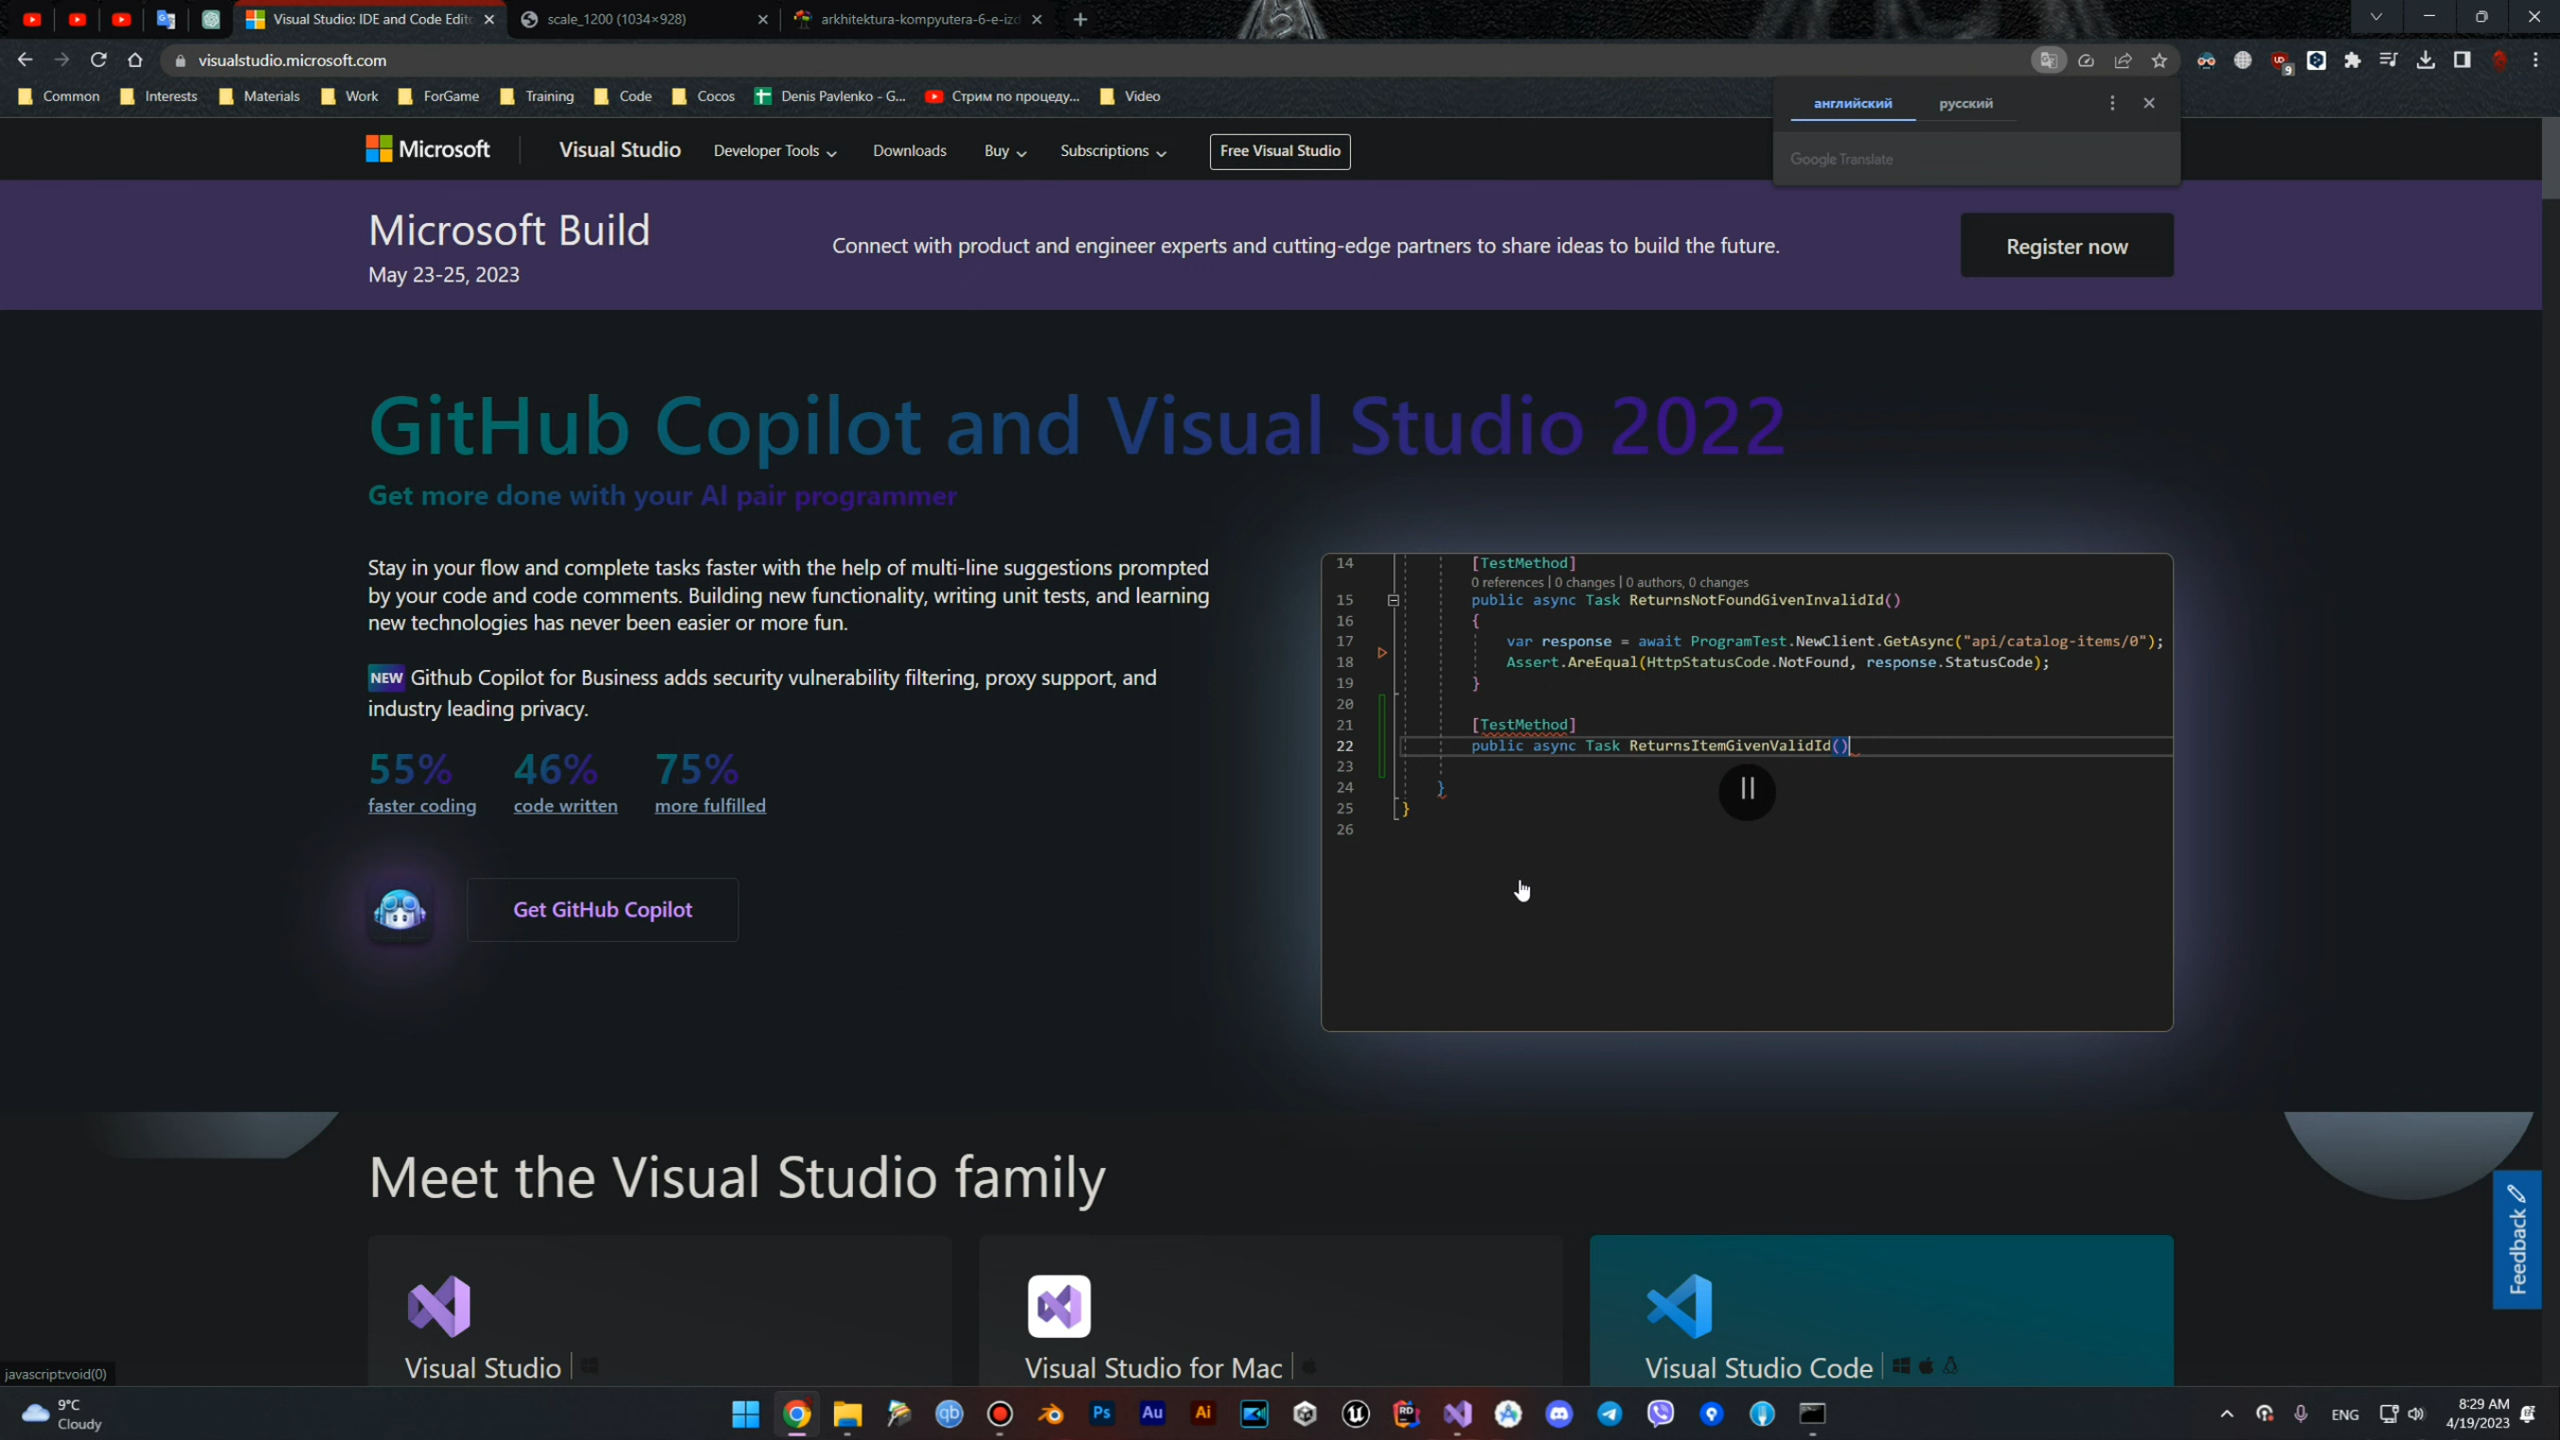 Visual Studio: IDE and Code Edit
scale_1200 (1034×928)
arkhitektura-kompyutera-6-e-izd
visualstudio.microsoft.com
9
Common
Interests
Materials
Work
ForGame
Training
Code
Cocos
Denis Pavlenko - G...
Стрим по процеду...
Video
английский
русский
Google Translate
Microsoft
Visual Studio
Developer Tools
Downloads
Buy
Subscriptions
Free Visual Studio
Microsoft Build
May 23-25, 2023
Connect with product and engineer experts and cutting-edge partners to share ideas to build the future.
Register now
GitHub Copilot and Visual Studio 2022
Get more done with your AI pair programmer
Stay in your flow and complete tasks faster with the help of multi-line suggestions prompted
by your code and code comments. Building new functionality, writing unit tests, and learning
new technologies has never been easier or more fun.
NEW Github Copilot for Business adds security vulnerability filtering, proxy support, and
industry leading privacy.
55%
faster coding
46%
code written
75%
more fulfilled
Get GitHub Copilot
14 [TestMethod]
0 references | 0 changes | 0 authors, 0 changes
15 public async Task ReturnsNotFoundGivenInvalidId()
16 {
17 var response = await ProgramTest.NewClient.GetAsync("api/catalog-items/0");
18 Assert.AreEqual(HttpStatusCode.NotFound, response.StatusCode);
19 }
20
21 [TestMethod]
22 public async Task ReturnsItemGivenValidId()
23
24 }
25 }
26
Meet the Visual Studio family
Visual Studio
Visual Studio for Mac
Visual Studio Code
Feedback
javascript:void(0)
9°C
Cloudy
qb
Ps
Au
Ai
RD
ENG
8:29 AM
4/19/2023